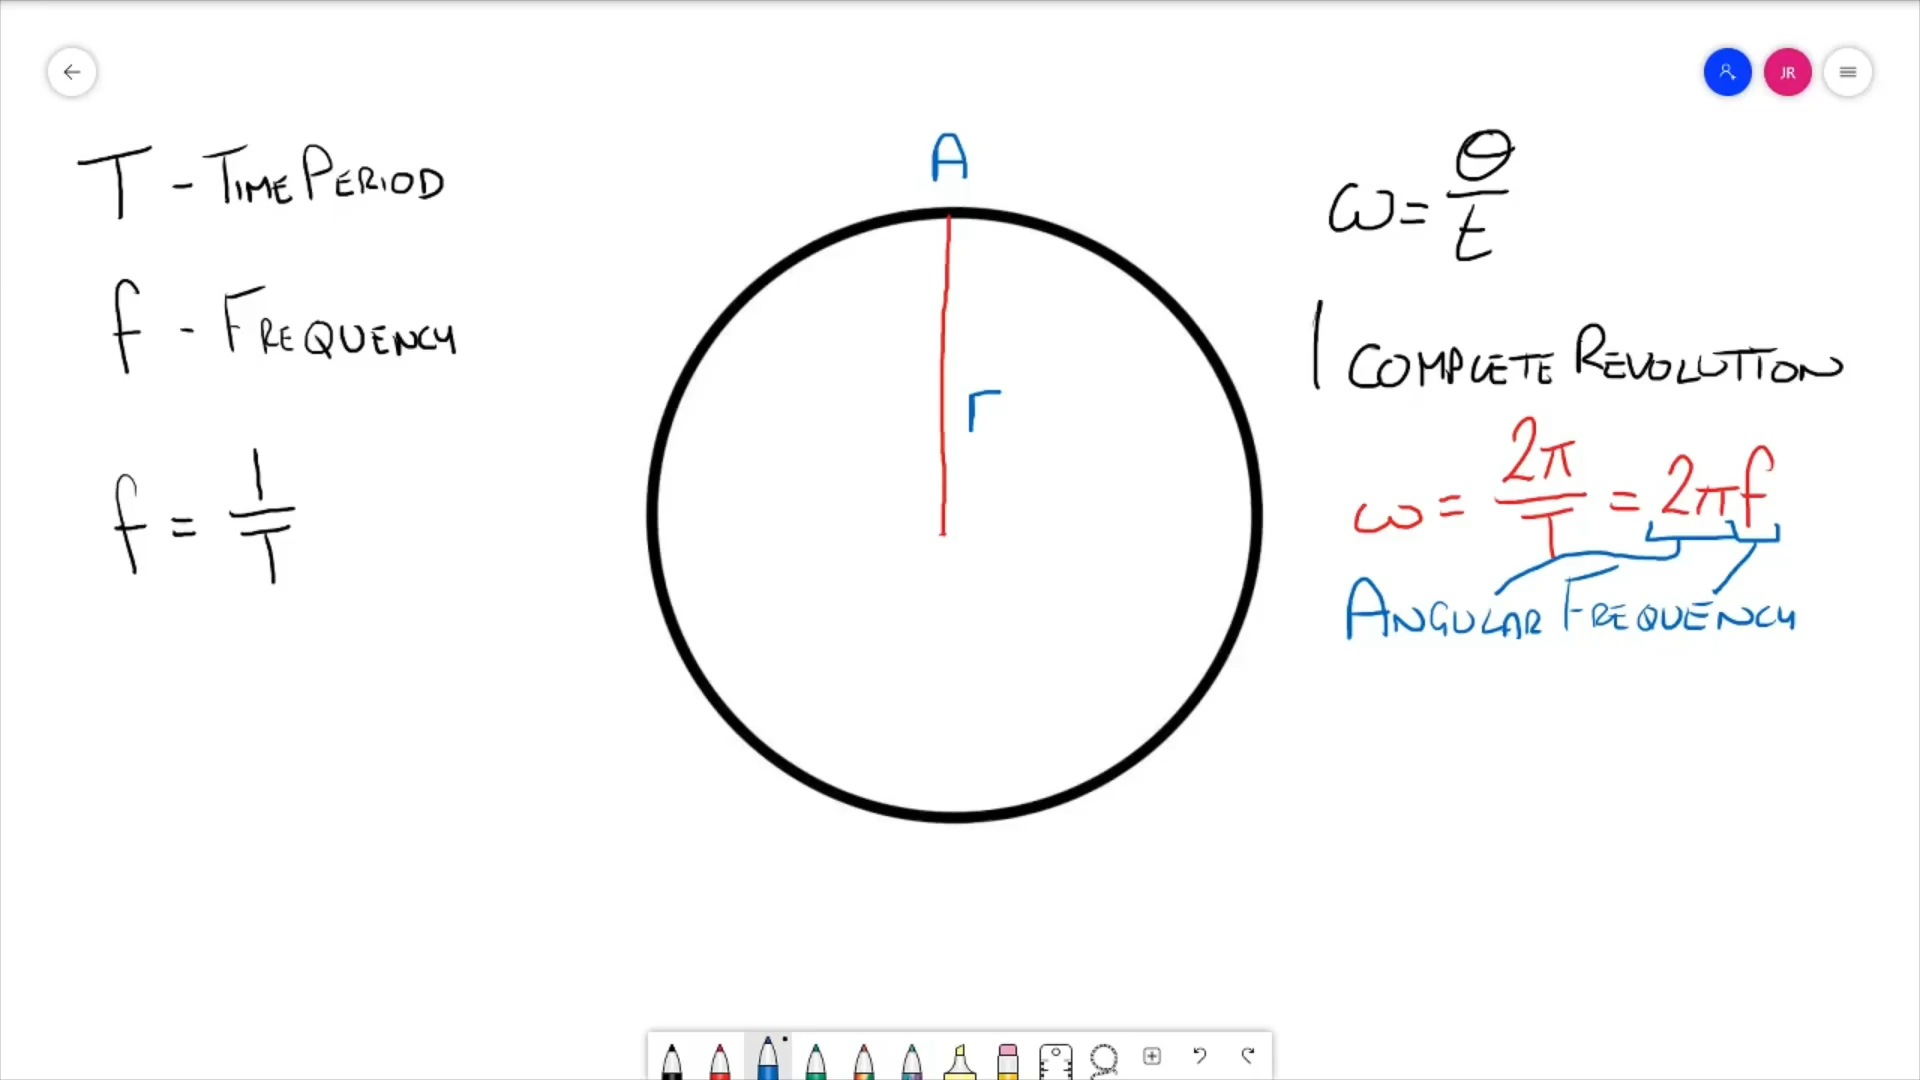 JR
T - TIME PERIOD
f - FREQUENCY
f = 1/T
A
r
ω = θ/t
1 COMPLETE REVOLUTION
ω = 2π/T = 2πf
ANGULAR FREQUENCY